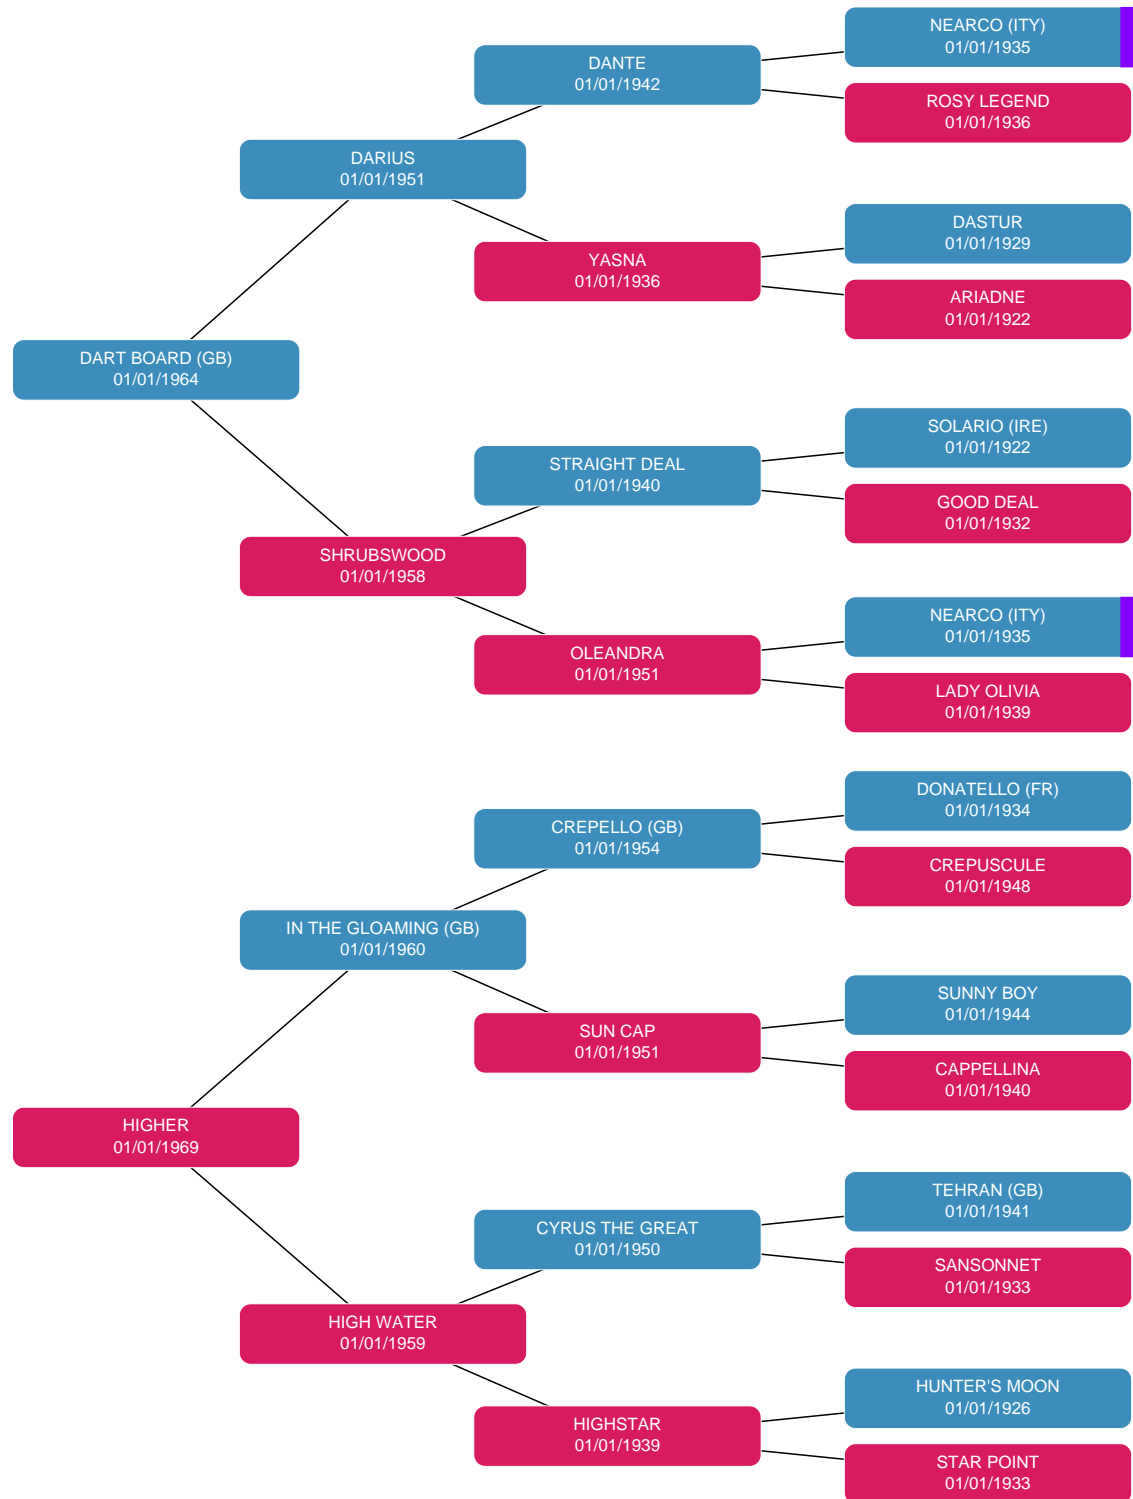 NEARCO (ITY)
01/01/1935
DANTE
01/01/1942
ROSY LEGEND
01/01/1936
DARIUS
01/01/1951
DASTUR
01/01/1929
YASNA
01/01/1936
ARIADNE
01/01/1922
DART BOARD (GB)
01/01/1964
SOLARIO (IRE)
01/01/1922
STRAIGHT DEAL
01/01/1940
GOOD DEAL
01/01/1932
SHRUBSWOOD
01/01/1958
NEARCO (ITY)
01/01/1935
OLEANDRA
01/01/1951
LADY OLIVIA
01/01/1939
DONATELLO (FR)
01/01/1934
CREPELLO (GB)
01/01/1954
CREPUSCULE
01/01/1948
IN THE GLOAMING (GB)
01/01/1960
SUNNY BOY
01/01/1944
SUN CAP
01/01/1951
CAPPELLINA
01/01/1940
HIGHER
01/01/1969
TEHRAN (GB)
01/01/1941
CYRUS THE GREAT
01/01/1950
SANSONNET
01/01/1933
HIGH WATER
01/01/1959
HUNTER'S MOON
01/01/1926
HIGHSTAR
01/01/1939
STAR POINT
01/01/1933